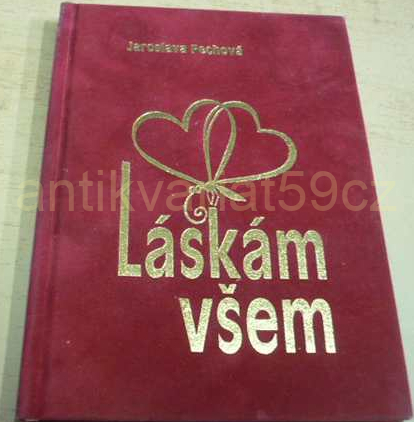 Jaroslava Pechová
antikvariat59cz
Láskám
všem